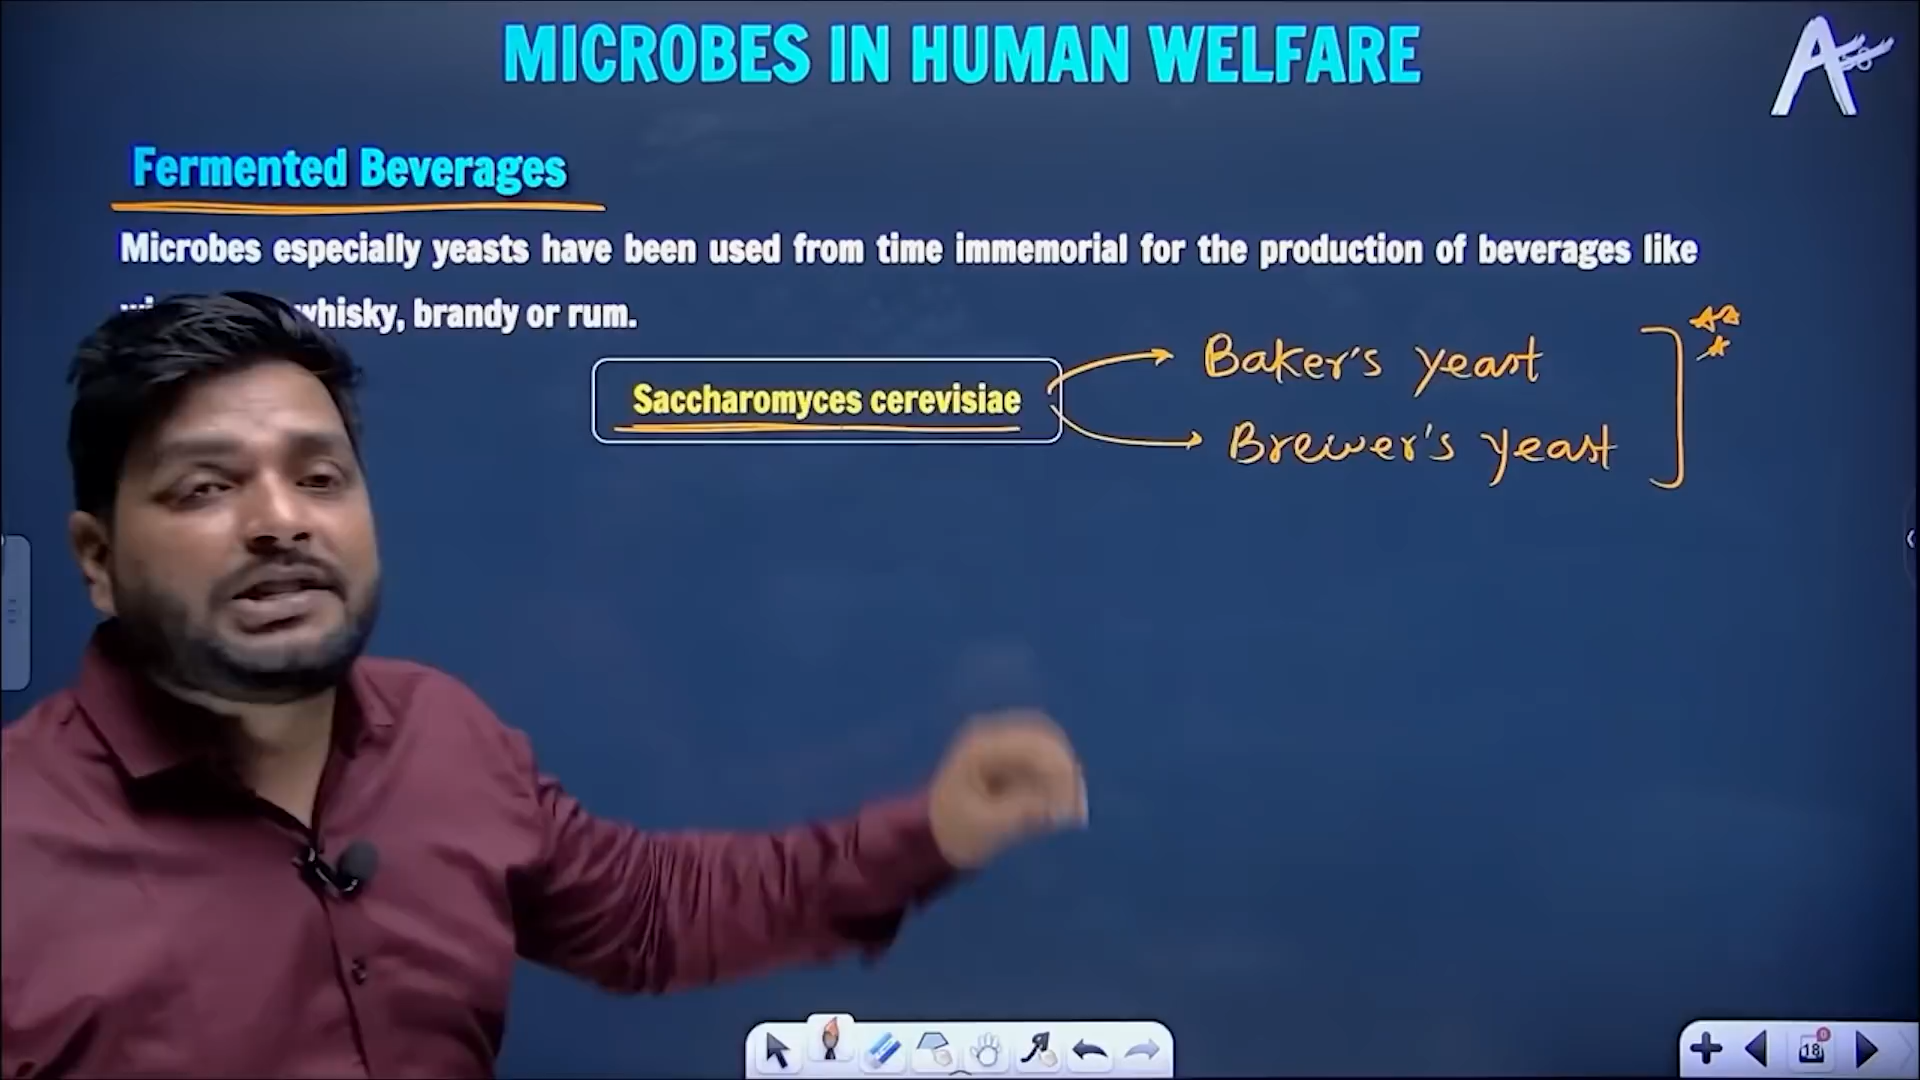 MICROBES IN HUMAN WELFARE
Fermented Beverages
Microbes especially yeasts have been used from time immemorial for the production of beverages like
whisky, brandy or rum.
Saccharomyces cerevisiae
Baker's yeast
Brewer's yeast
18